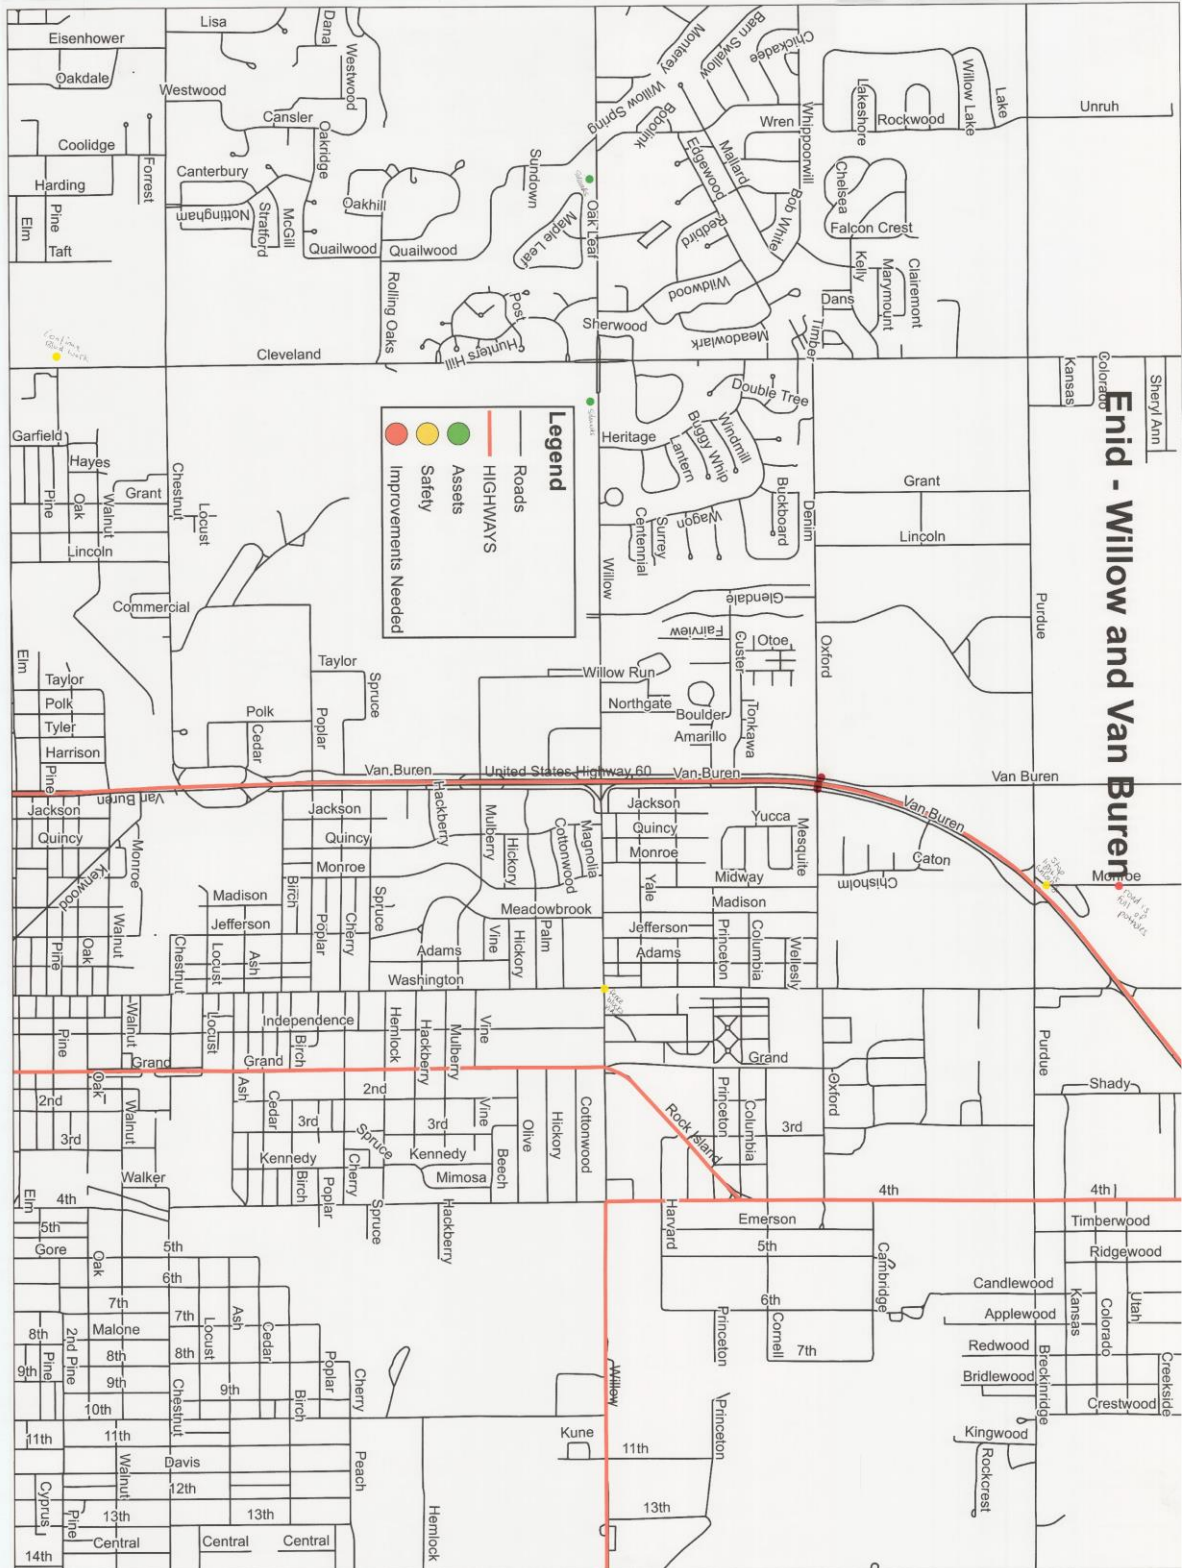 Enid - Willow and Van Buren
Legend
Roads
HIGHWAYS
Assets
Safety
Improvements Needed
Lisa
Dana
Westwood
Monterey
Barn Swallow
Chickadee
Eisenhower
Oakdale
Westwood
Cansler
Oakridge
Willow Spring
Bobolink
Wren
Whippoorwill
Lakeshore
Rockwood
Willow Lake
Lake
Unruh
Coolidge
Forrest
Harding
Canterbury
Nottingham
Stratford
McGill
Oakhill
Quailwood
Quailwood
Sundown
Maple Leaf
Oak Leaf
Edgewood
Mallard
Redbird
Bob White
Chelsea
Falcon Crest
Pine
Elm
Taft
Rolling Oaks
Post
Hunters Hill
Sherwood
Wildwood
Meadowlark
Dans
Timber
Kelly
Marymount
Clairemont
Cleveland
Kansas
Colorado
Sheryl Ann
Double Tree
Windmill
Buggy Whip
Lantern
Heritage
Garfield
Hayes
Grant
Pine
Oak
Walnut
Chestnut
Locust
Lincoln
Commercial
Centennial
Surrey
Wagon
Buckboard
Denim
Grant
Lincoln
Willow
Glendale
Fairview
Custer
Otoe
Oxford
Purdue
Elm
Taylor
Polk
Tyler
Harrison
Pine
Taylor
Spruce
Polk
Cedar
Poplar
Willow Run
Northgate
Boulder
Amarillo
Tonkawa
Van Buren
Van Buren
United States Highway 60
Van Buren
Van Buren
Van Buren
Jackson
Quincy
Kenwood
Monroe
Walnut
Jackson
Quincy
Monroe
Hackberry
Mulberry
Hickory
Cottonwood
Magnolia
Jackson
Quincy
Monroe
Yucca
Mesquite
Midway
Chisholm
Caton
Monroe
stop
road is
full of
potholes
Madison
Jefferson
Birch
Poplar
Cherry
Spruce
Meadowbrook
Adams
Vine
Hickory
Palm
Washington
Yale
Madison
Jefferson
Adams
Princeton
Columbia
Wellesly
Pine
Oak
Chestnut
Locust
Ash
Walnut
Pine
Locust
Independence
Birch
Hemlock
Hackberry
Mulberry
Vine
Grand
Grand
Grand
Oxford
Purdue
Shady
Oak
2nd
3rd
Walnut
Ash
Cedar
2nd
3rd
3rd
Vine
Spruce
Kennedy
Kennedy
Cherry
Mimosa
Beech
Olive
Hickory
Cottonwood
Rock Island
Princeton
Columbia
3rd
Walker
Birch
Poplar
Spruce
Hackberry
Elm
4th
4th
4th
5th
Gore
Oak
5th
6th
Harvard
Emerson
5th
6th
Cambridge
Timberwood
Ridgewood
Candlewood
Applewood
Kansas
Colorado
Utah
7th
Malone
8th
9th
10th
8th
9th
Pine
2nd Pine
7th
Locust
Ash
Cedar
8th
9th
Chestnut
Birch
Poplar
Cherry
Willow
Princeton
Cornell
7th
Redwood
Bridlewood
Breckinridge
Creekside
Crestwood
11th
11th
Davis
Walnut
12th
Peach
Kune
11th
Princeton
Kingwood
Rockcrest
Cyprus
Pine
13th
13th
Hemlock
13th
Central
Central
Central
14th